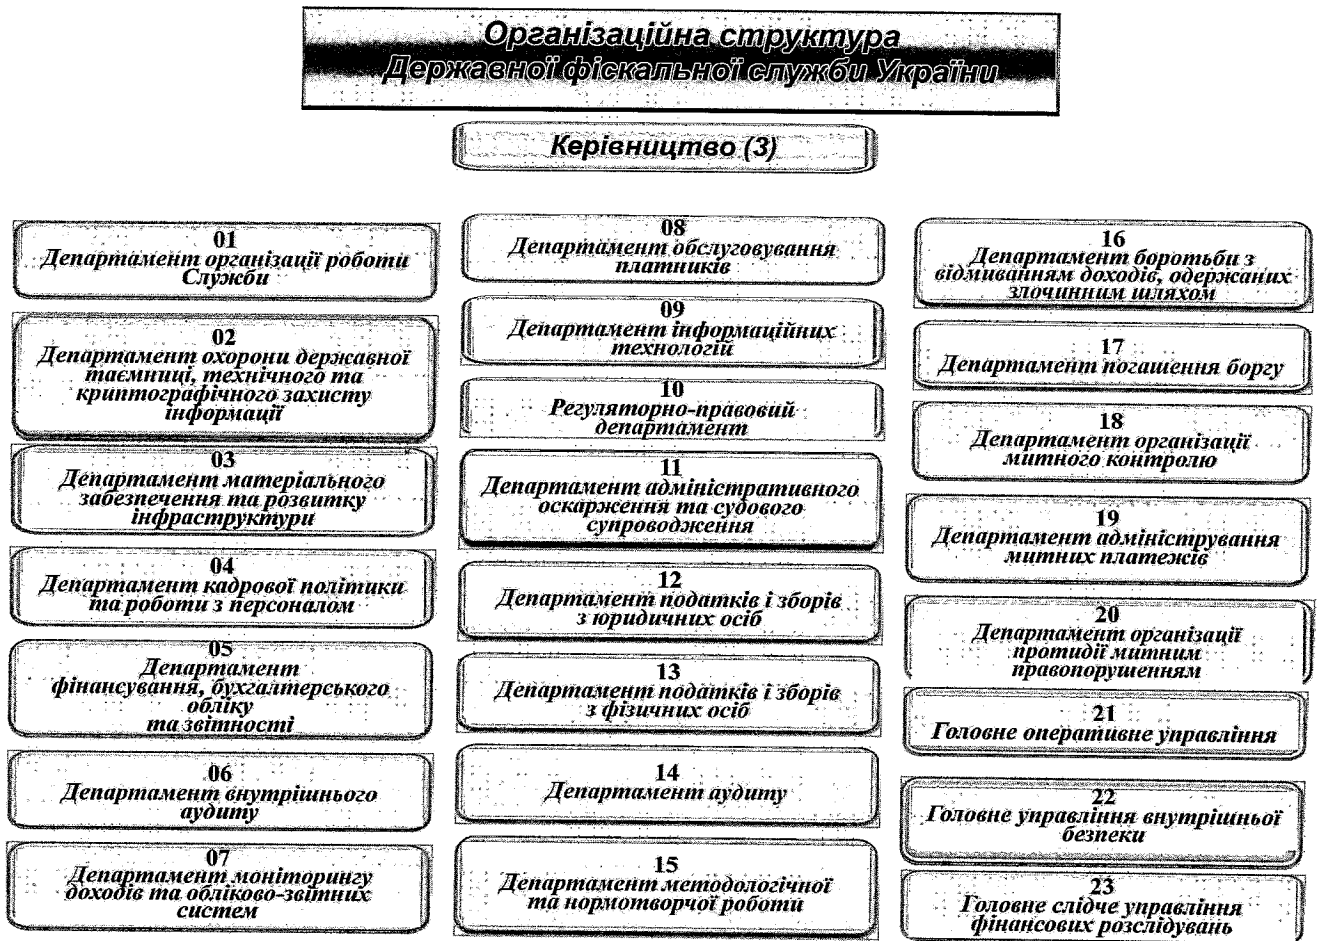 Організаційна структура
Державної фіскальної служби України
Керівництво (3)
01
Департамент організації роботи
Служби
02
Департамент охорони державної
таємниці, технічного та
криптографічного захисту
інформації
03
Департамент матеріального
забезпечення та розвитку
інфраструктури
04
Департамент кадрової політики
та роботи з персоналом
05
Департамент
фінансування, бухгалтерського
обліку
та звітності
06
Департамент внутрішнього
аудиту
07
Департамент моніторингу
доходів та обліково-звітних
систем
08
Департамент обслуговування
платників
09
Департамент інформаційних
технологій
10
Регуляторно-правовий
департамент
11
Департамент адміністративного
оскарження та судового
супроводження
12
Департамент податків і зборів
з юридичних осіб
13
Департамент податків і зборів
з фізичних осіб
14
Департамент аудиту
15
Департамент методологічної
та нормотворчої роботи
16
Департамент боротьби з
відмиванням доходів, одержаних
злочинним шляхом
17
Департамент погашення боргу
18
Департамент організації
митного контролю
19
Департамент адміністрування
митних платежів
20
Департамент організації
протидії митним
правопорушенням
21
Головне оперативне управління
22
Головне управління внутрішньої
безпеки
23
Головне слідче управління
фінансових розслідувань